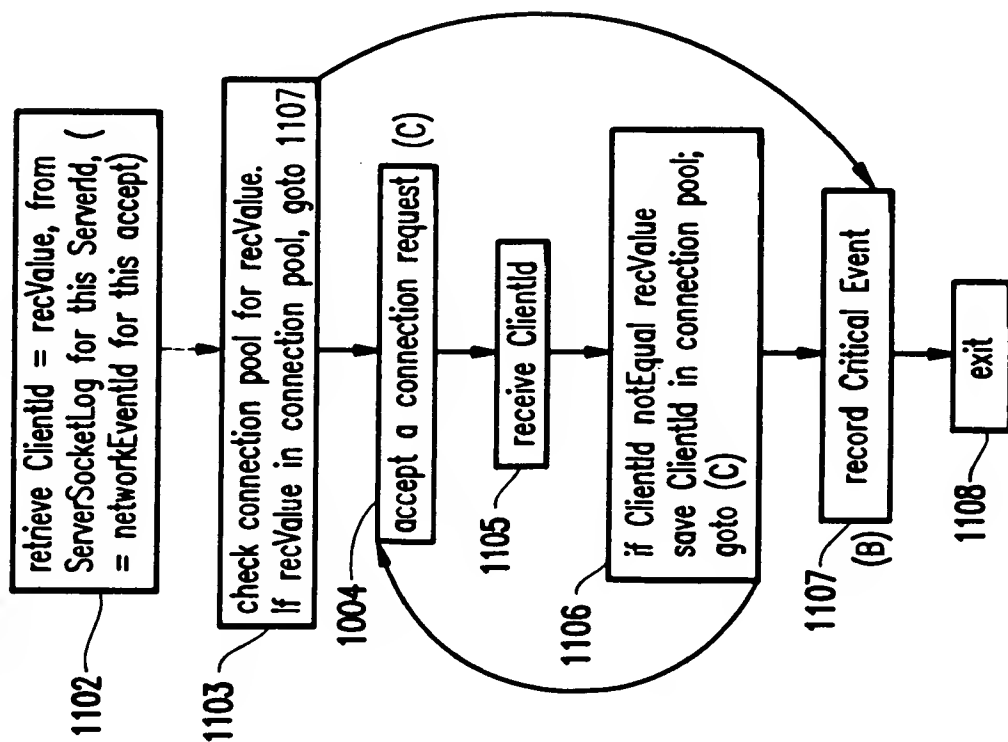 retrieve ClientId = recValue, from
ServerSocketLog for this ServerId, (
= networkEventId for this accept)
1102
check connection pool for recValue.
If recValue in connection pool, goto 1107
1103
accept a connection request
(C)
1004
receive ClientId
1105
if ClientId notEqual recValue
save ClientId in connection pool;
goto (C)
1106
record Critical Event
1107
(B)
exit
1108